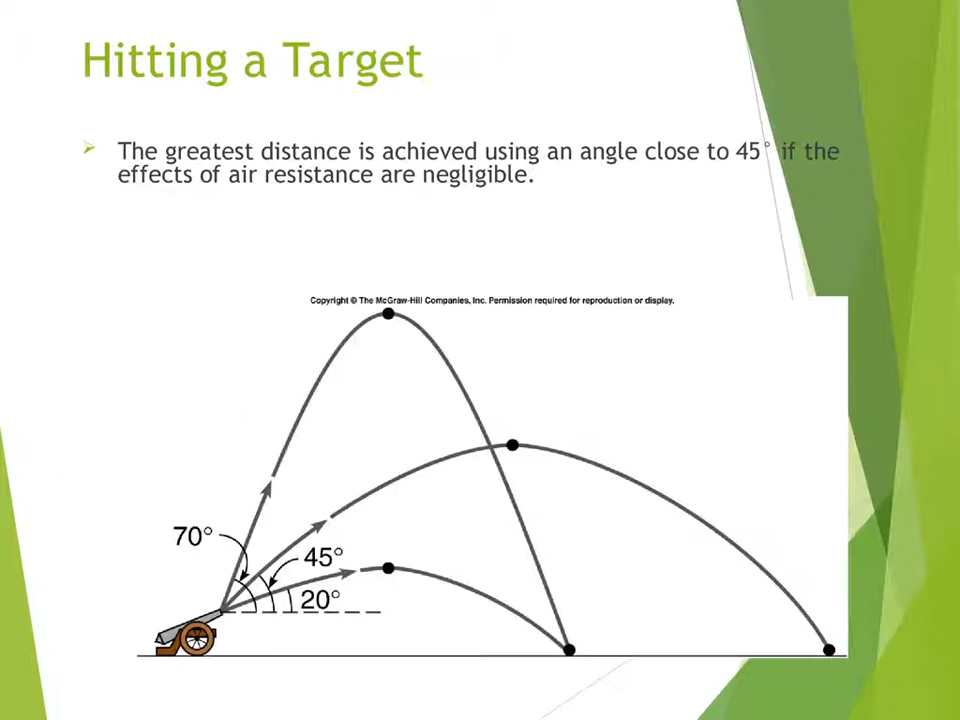 Hitting a Target
The greatest distance is achieved using an angle close to 45° if the
effects of air resistance are negligible.
Copyright © The McGraw-Hill Companies, Inc. Permission required for reproduction or display.
70°
45°
20°